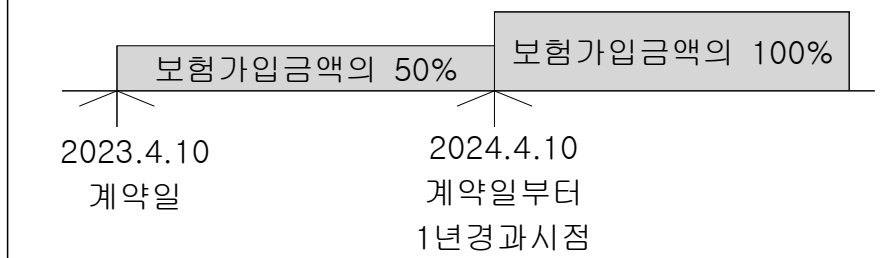 보험가입금액의 50%
보험가입금액의 100%
2023.4.10
계약일
2024.4.10
계약일부터
1년경과시점